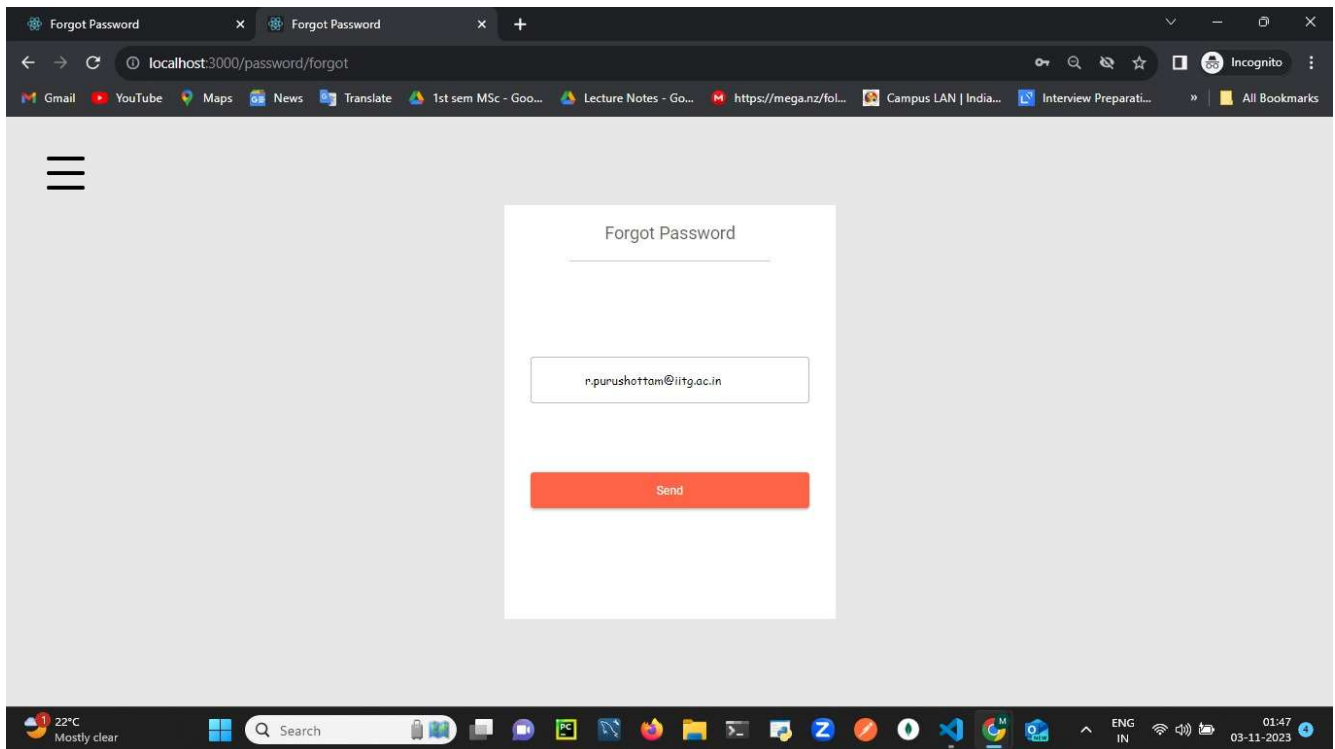 Forgot Password
Forgot Password
localhost:3000/password/forgot
Incognito
Gmail
YouTube
Maps
News
Translate
1st sem MSc - Goo...
Lecture Notes - Go...
https://mega.nz/fol...
Campus LAN | India...
Interview Preparati...
»
All Bookmarks
Forgot Password
r.purushottam@iitg.ac.in
Send
1
22°C
Mostly clear
Search
ENG
IN
01:47
03-11-2023
4